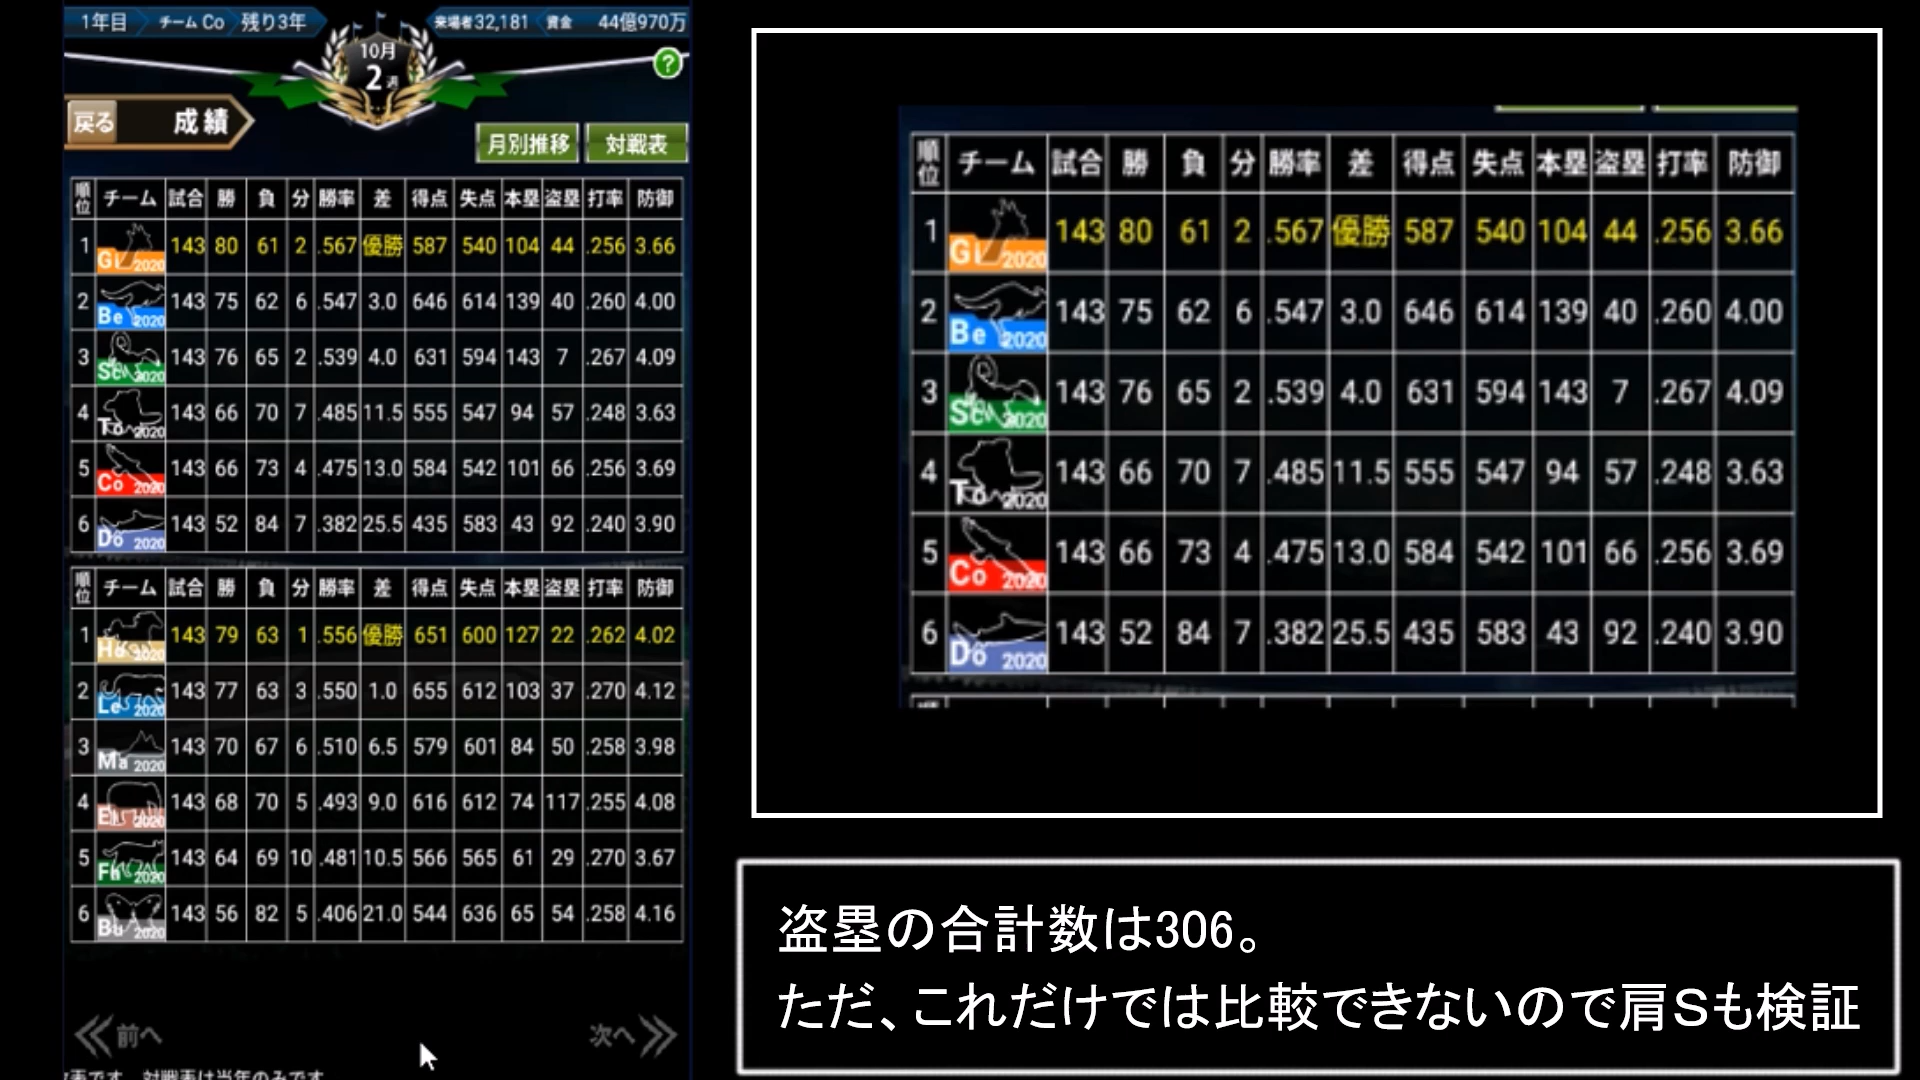 1年目 チームCo 残り3年 来場者32,181 資金 44億970万
10月
2週
?
戻る 成績
月別推移 対戦表
順位 チーム 試合 勝 負 分 勝率 差 得点 失点 本塁 盗塁 打率 防御
1 Gi 2020 143 80 61 2 .567 優勝 587 540 104 44 .256 3.66
2 Be 2020 143 75 62 6 .547 3.0 646 614 139 40 .260 4.00
3 Sw 2020 143 76 65 2 .539 4.0 631 594 143 7 .267 4.09
4 To 2020 143 66 70 7 .485 11.5 555 547 94 57 .248 3.63
5 Co 2020 143 66 73 4 .475 13.0 584 542 101 66 .256 3.69
6 Do 2020 143 52 84 7 .382 25.5 435 583 43 92 .240 3.90
順位 チーム 試合 勝 負 分 勝率 差 得点 失点 本塁 盗塁 打率 防御
1 Ho 2020 143 79 63 1 .556 優勝 651 600 127 22 .262 4.02
2 Le 2020 143 77 63 3 .550 1.0 655 612 103 37 .270 4.12
3 Ma 2020 143 70 67 6 .510 6.5 579 601 84 50 .258 3.98
4 E 2020 143 68 70 5 .493 9.0 616 612 74 117 .255 4.08
5 Fi 2020 143 64 69 10 .481 10.5 566 565 61 29 .270 3.67
6 Bu 2020 143 56 82 5 .406 21.0 544 636 65 54 .258 4.16
前へ 次へ
表です。対戦表は当年のみです
順位 チーム 試合 勝 負 分 勝率 差 得点 失点 本塁 盗塁 打率 防御
1 Gi 2020 143 80 61 2 .567 優勝 587 540 104 44 .256 3.66
2 Be 2020 143 75 62 6 .547 3.0 646 614 139 40 .260 4.00
3 Sw 2020 143 76 65 2 .539 4.0 631 594 143 7 .267 4.09
4 To 2020 143 66 70 7 .485 11.5 555 547 94 57 .248 3.63
5 Co 2020 143 66 73 4 .475 13.0 584 542 101 66 .256 3.69
6 Do 2020 143 52 84 7 .382 25.5 435 583 43 92 .240 3.90
盗塁の合計数は306。
ただ、これだけでは比較できないので肩Sも検証